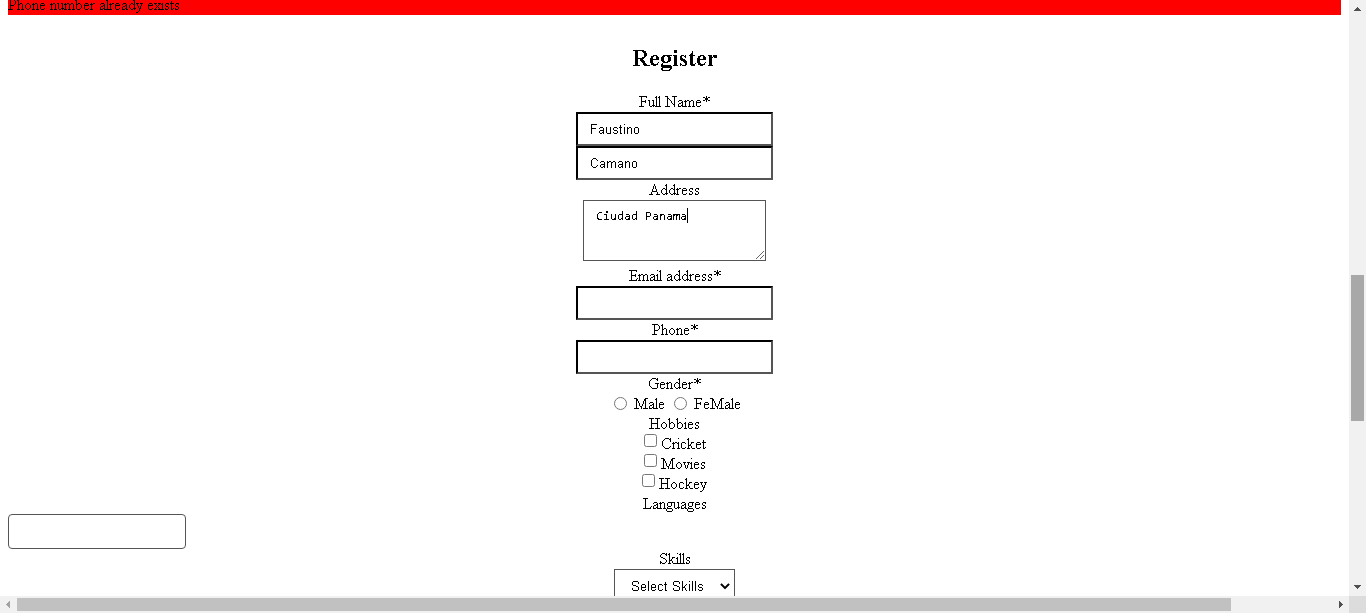 Phone number already exists
Register
Full Name*
Faustino
Camano
Address
Ciudad Panama
Email address*
Phone*
Gender*
Male FeMale
Hobbies
Cricket
Movies
Hockey
Languages
Skills
Select Skills